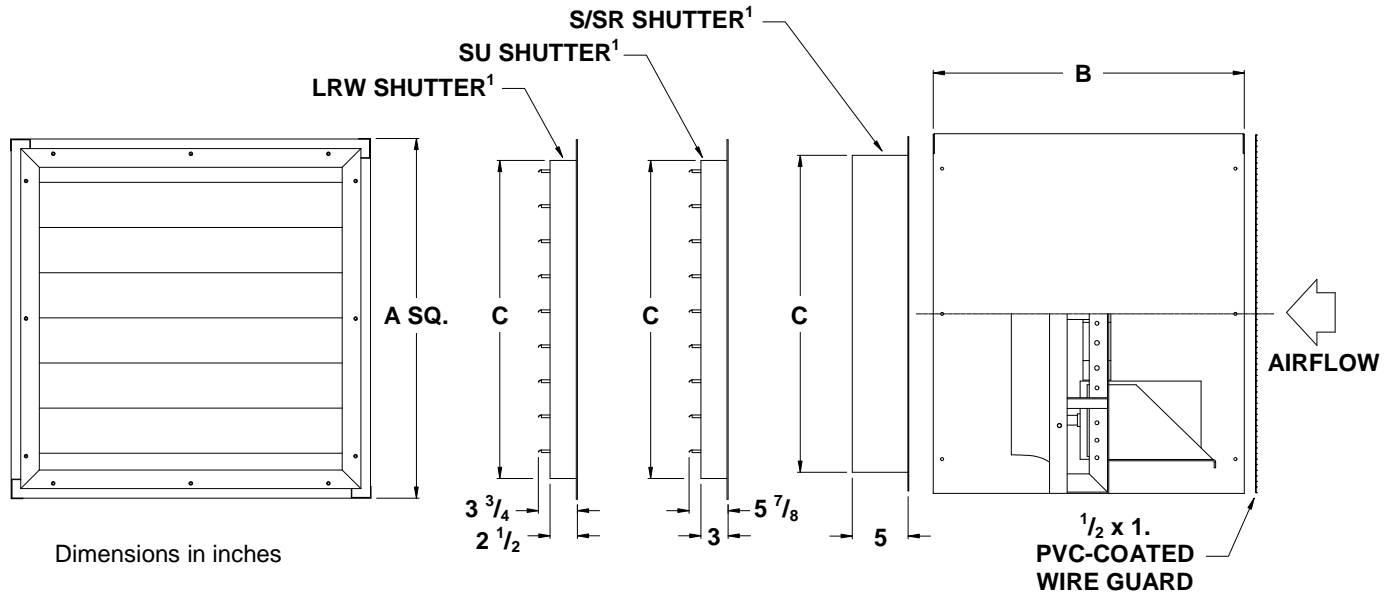 S/SR SHUTTER¹
SU SHUTTER¹
LRW SHUTTER¹
B
A SQ.
C
C
C
AIRFLOW
3 ³/₄
2 ¹/₂
5 ⁷/₈
3
5
¹/₂ x 1.
PVC-COATED
WIRE GUARD
Dimensions in inches